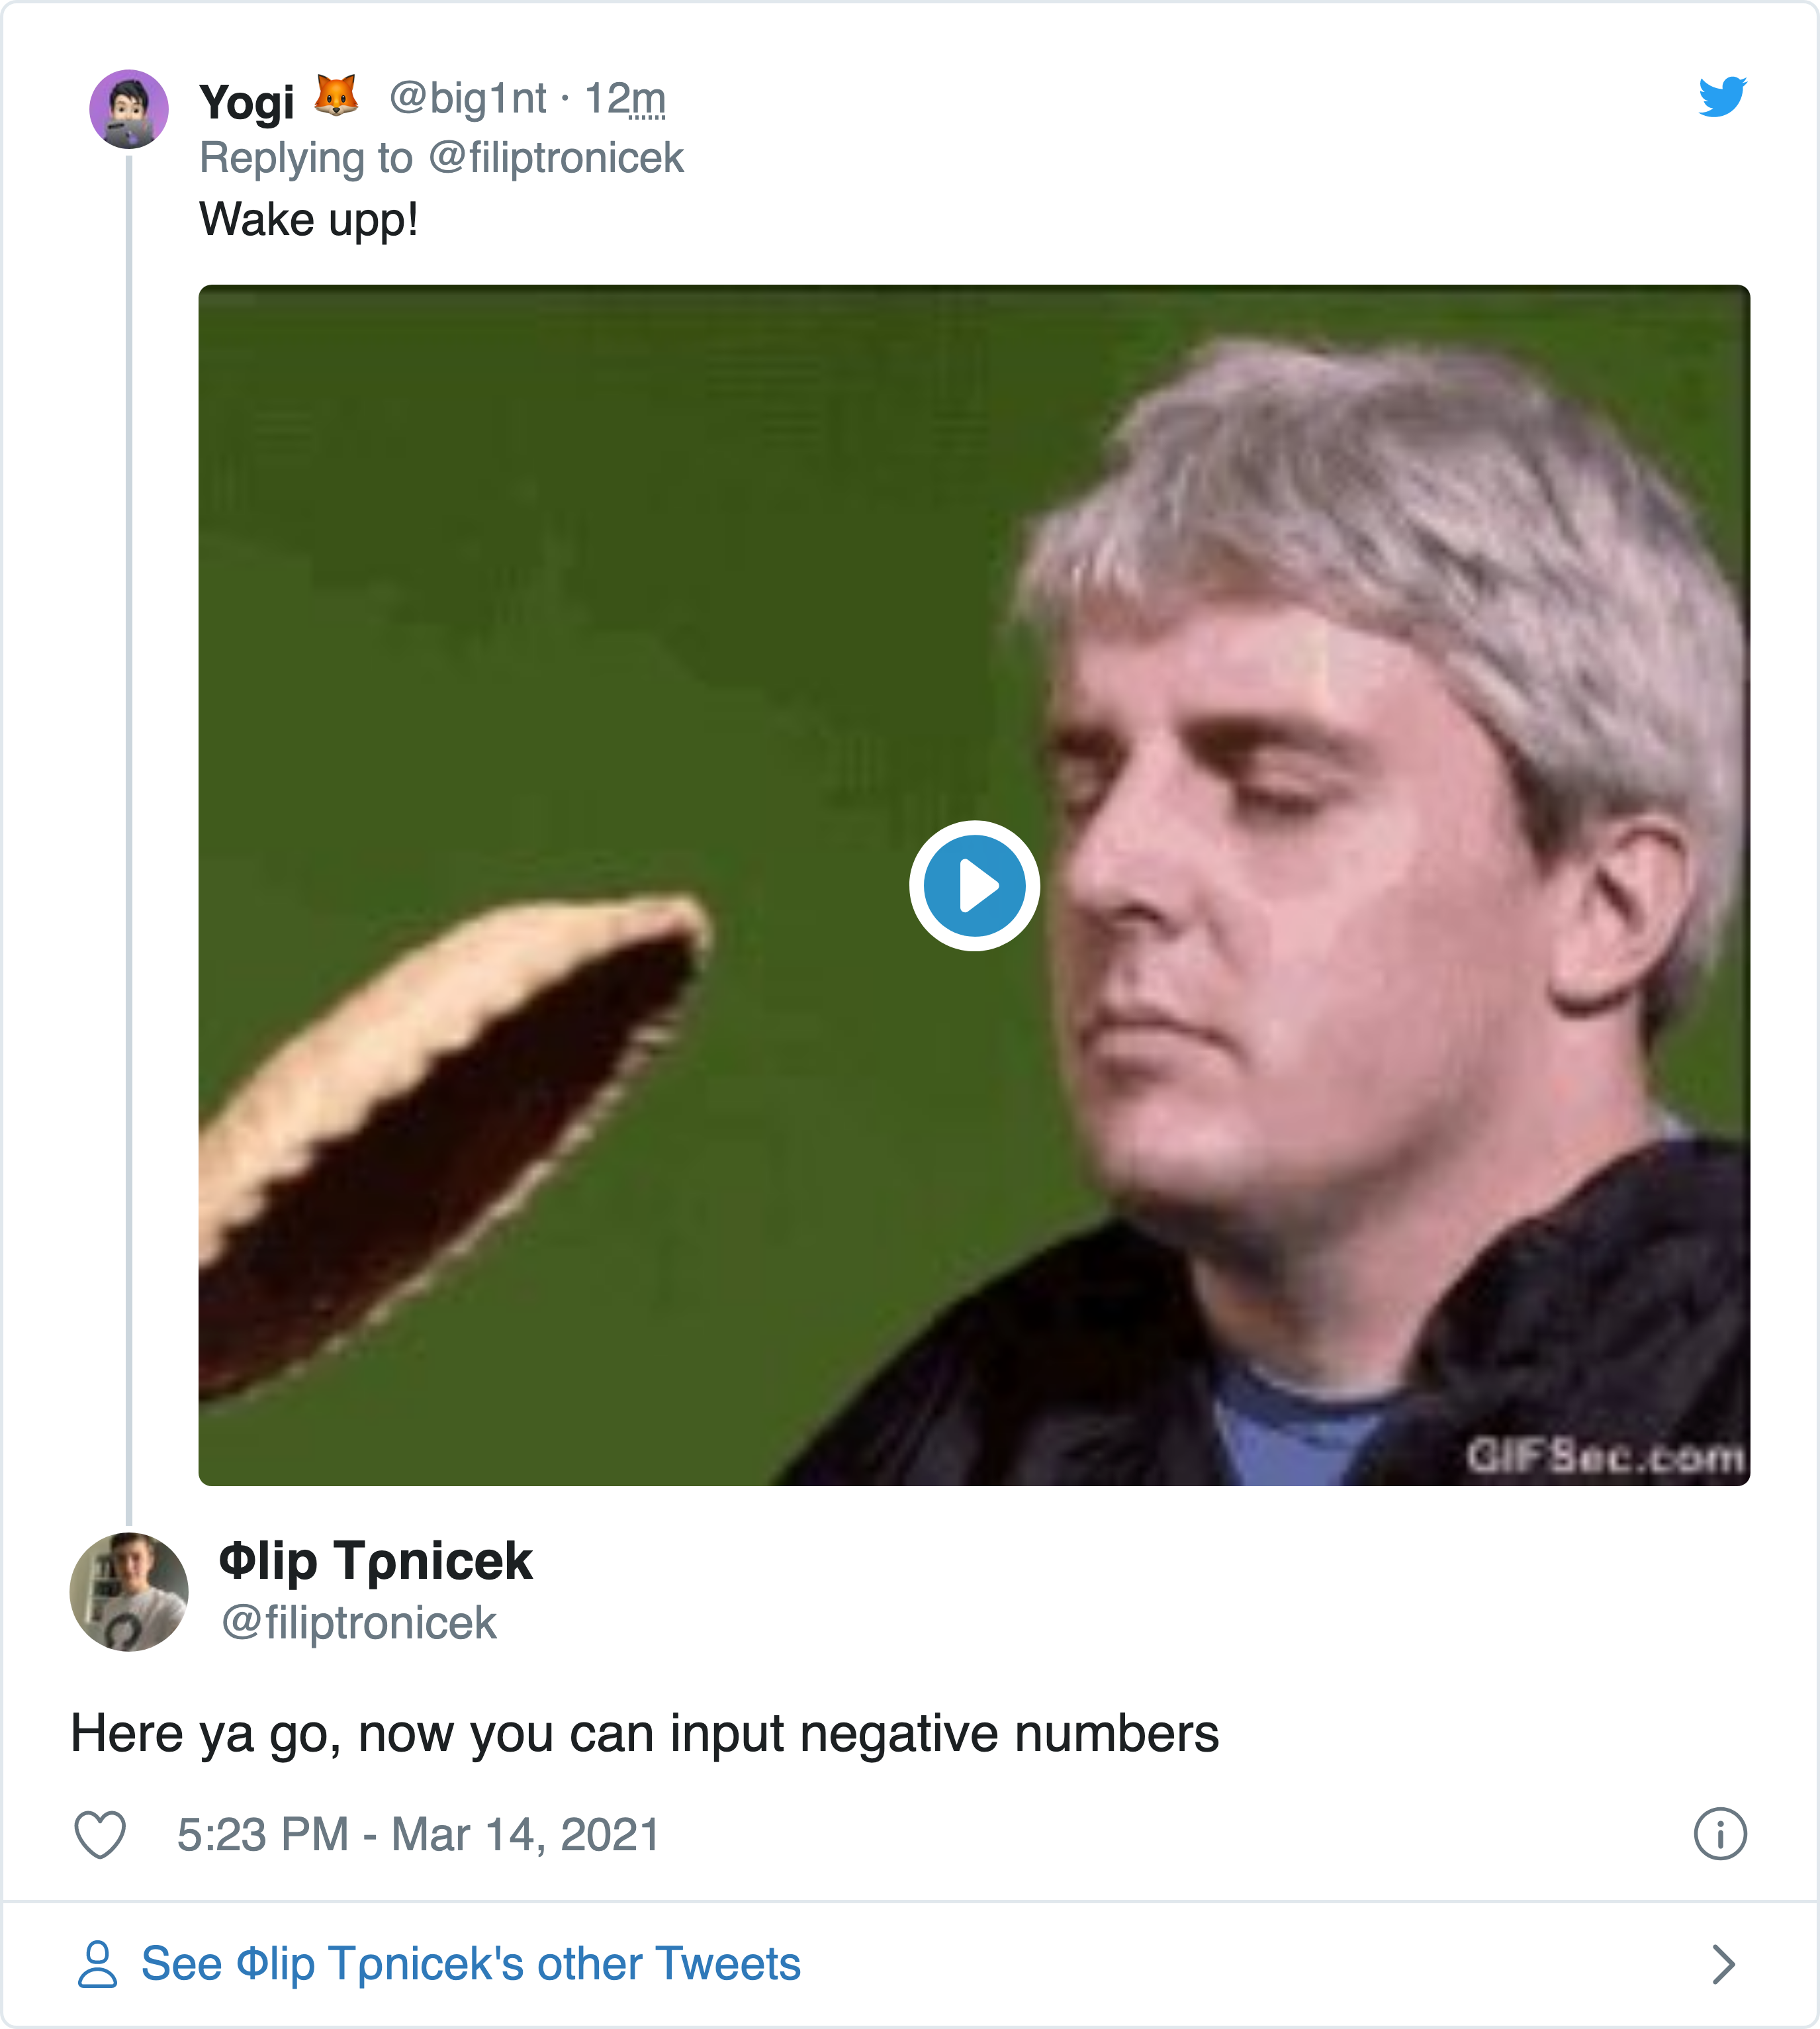 Yogi 🦊 @big1nt · 12m
Replying to @filiptronicek
Wake upp!
GIFSec.com
Φlip Tρnicek
@filiptronicek
Here ya go, now you can input negative numbers
5:23 PM - Mar 14, 2021
See Φlip Tρnicek's other Tweets